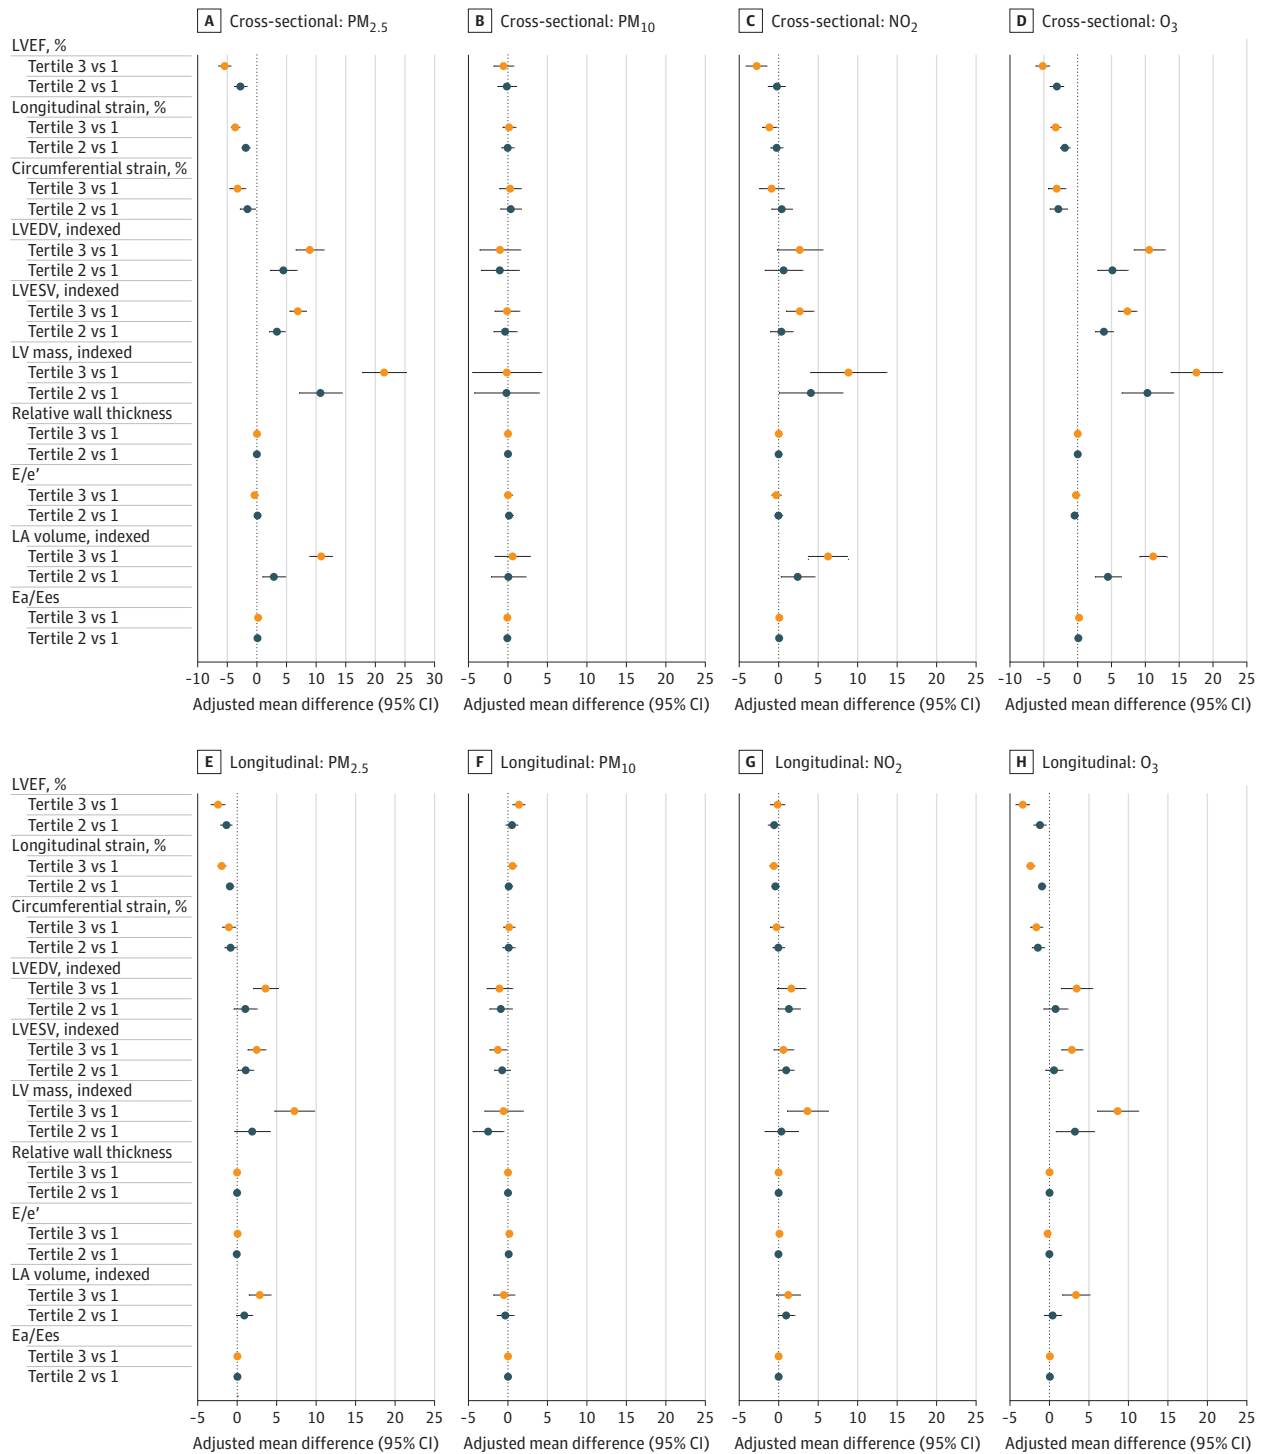 A Cross-sectional: PM2.5
B Cross-sectional: PM10
C Cross-sectional: NO2
D Cross-sectional: O3
LVEF, %
Tertile 3 vs 1
Tertile 2 vs 1
Longitudinal strain, %
Tertile 3 vs 1
Tertile 2 vs 1
Circumferential strain, %
Tertile 3 vs 1
Tertile 2 vs 1
LVEDV, indexed
Tertile 3 vs 1
Tertile 2 vs 1
LVESV, indexed
Tertile 3 vs 1
Tertile 2 vs 1
LV mass, indexed
Tertile 3 vs 1
Tertile 2 vs 1
Relative wall thickness
Tertile 3 vs 1
Tertile 2 vs 1
E/e’
Tertile 3 vs 1
Tertile 2 vs 1
LA volume, indexed
Tertile 3 vs 1
Tertile 2 vs 1
Ea/Ees
Tertile 3 vs 1
Tertile 2 vs 1
-10 -5 0 5 10 15 20 25 30
-5 0 5 10 15 20 25
-5 0 5 10 15 20 25
-10 -5 0 5 10 15 20 25
Adjusted mean difference (95% CI)
Adjusted mean difference (95% CI)
Adjusted mean difference (95% CI)
Adjusted mean difference (95% CI)
E Longitudinal: PM2.5
F Longitudinal: PM10
G Longitudinal: NO2
H Longitudinal: O3
LVEF, %
Tertile 3 vs 1
Tertile 2 vs 1
Longitudinal strain, %
Tertile 3 vs 1
Tertile 2 vs 1
Circumferential strain, %
Tertile 3 vs 1
Tertile 2 vs 1
LVEDV, indexed
Tertile 3 vs 1
Tertile 2 vs 1
LVESV, indexed
Tertile 3 vs 1
Tertile 2 vs 1
LV mass, indexed
Tertile 3 vs 1
Tertile 2 vs 1
Relative wall thickness
Tertile 3 vs 1
Tertile 2 vs 1
E/e’
Tertile 3 vs 1
Tertile 2 vs 1
LA volume, indexed
Tertile 3 vs 1
Tertile 2 vs 1
Ea/Ees
Tertile 3 vs 1
Tertile 2 vs 1
-5 0 5 10 15 20 25
-5 0 5 10 15 20 25
-5 0 5 10 15 20 25
-5 0 5 10 15 20 25
Adjusted mean difference (95% CI)
Adjusted mean difference (95% CI)
Adjusted mean difference (95% CI)
Adjusted mean difference (95% CI)